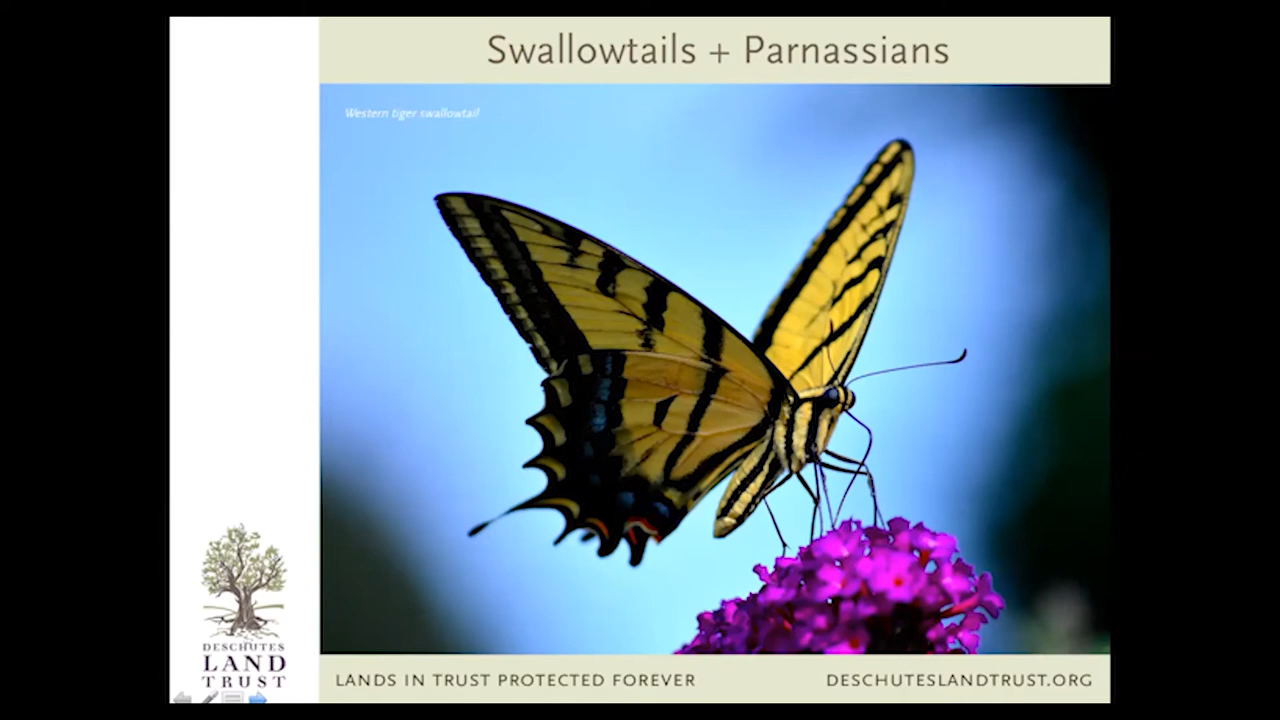 Swallowtails + Parnassians
Western tiger swallowtail
DESCHUTES
LAND
TRUST
LANDS IN TRUST PROTECTED FOREVER
DESCHUTESLANDTRUST.ORG